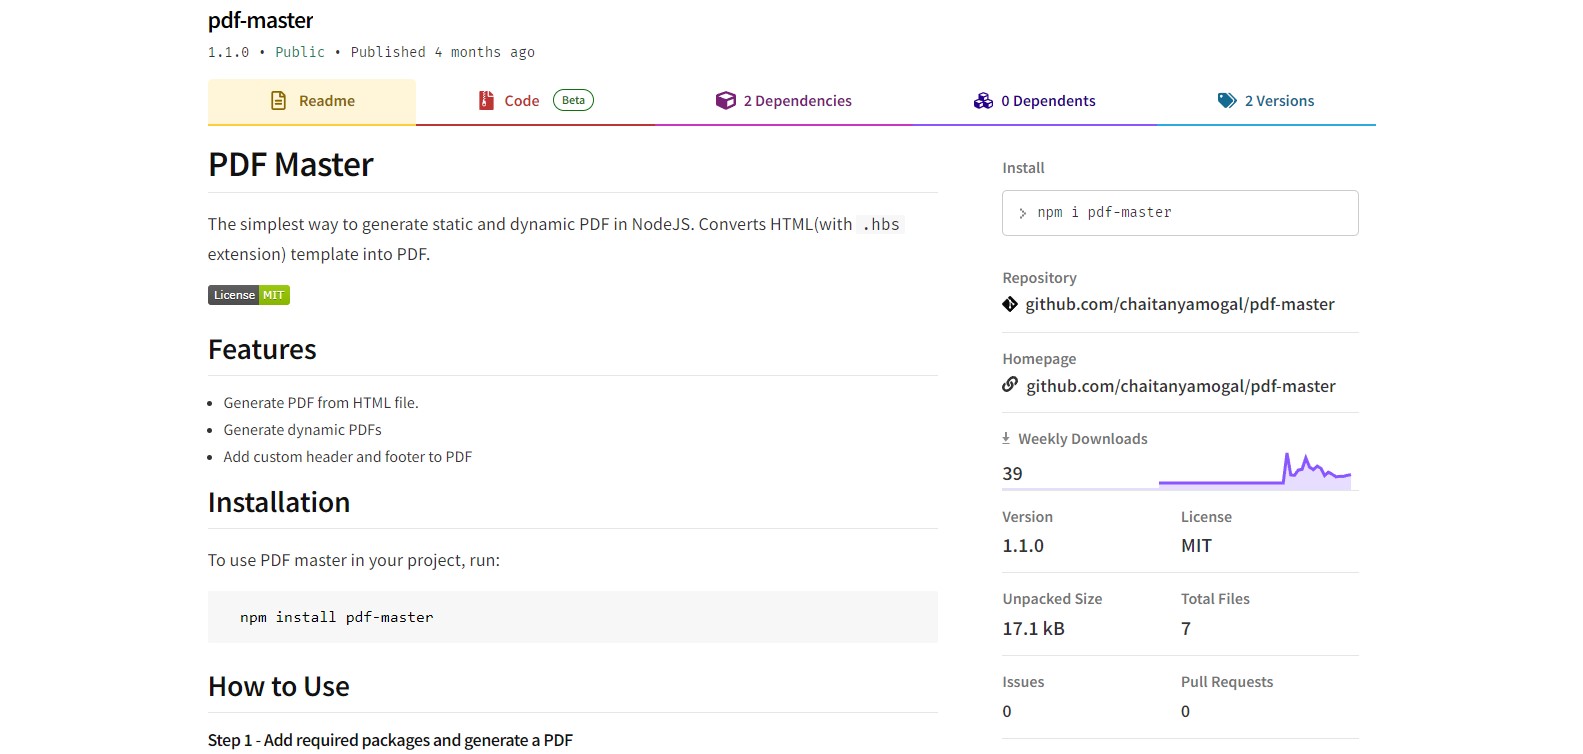 pdf-master
1.1.0 • Public • Published 4 months ago
Readme
Code Beta
2 Dependencies
0 Dependents
2 Versions
PDF Master
The simplest way to generate static and dynamic PDF in NodeJS. Converts HTML(with .hbs
extension) template into PDF.
License MIT
Features
• Generate PDF from HTML file.
• Generate dynamic PDFs
• Add custom header and footer to PDF
Installation
To use PDF master in your project, run:
npm install pdf-master
How to Use
Step 1 - Add required packages and generate a PDF
Install
> npm i pdf-master
Repository
github.com/chaitanyamogal/pdf-master
Homepage
github.com/chaitanyamogal/pdf-master
Weekly Downloads
39
Version
1.1.0
License
MIT
Unpacked Size
17.1 kB
Total Files
7
Issues
0
Pull Requests
0